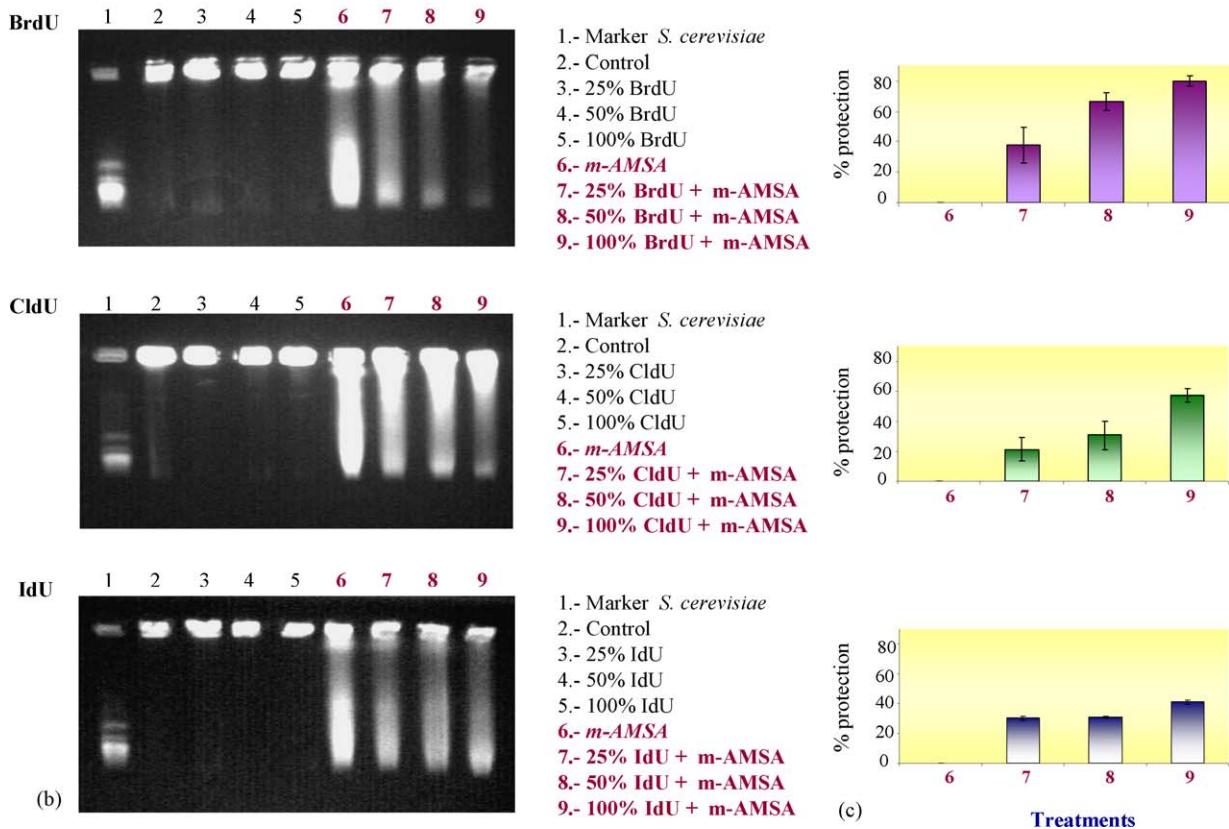 BrdU
1 2 3 4 5 6 7 8 9
1.- Marker S. cerevisiae
2.- Control
3.- 25% BrdU
4.- 50% BrdU
5.- 100% BrdU
6.- m-AMSA
7.- 25% BrdU + m-AMSA
8.- 50% BrdU + m-AMSA
9.- 100% BrdU + m-AMSA
% protection
80
60
40
20
0
6 7 8 9
CldU
1 2 3 4 5 6 7 8 9
1.- Marker S. cerevisiae
2.- Control
3.- 25% CldU
4.- 50% CldU
5.- 100% CldU
6.- m-AMSA
7.- 25% CldU + m-AMSA
8.- 50% CldU + m-AMSA
9.- 100% CldU + m-AMSA
% protection
80
60
40
20
0
6 7 8 9
IdU
1 2 3 4 5 6 7 8 9
1.- Marker S. cerevisiae
2.- Control
3.- 25% IdU
4.- 50% IdU
5.- 100% IdU
6.- m-AMSA
7.- 25% IdU + m-AMSA
8.- 50% IdU + m-AMSA
9.- 100% IdU + m-AMSA
% protection
80
60
40
20
0
6 7 8 9
(b)
(c)
Treatments